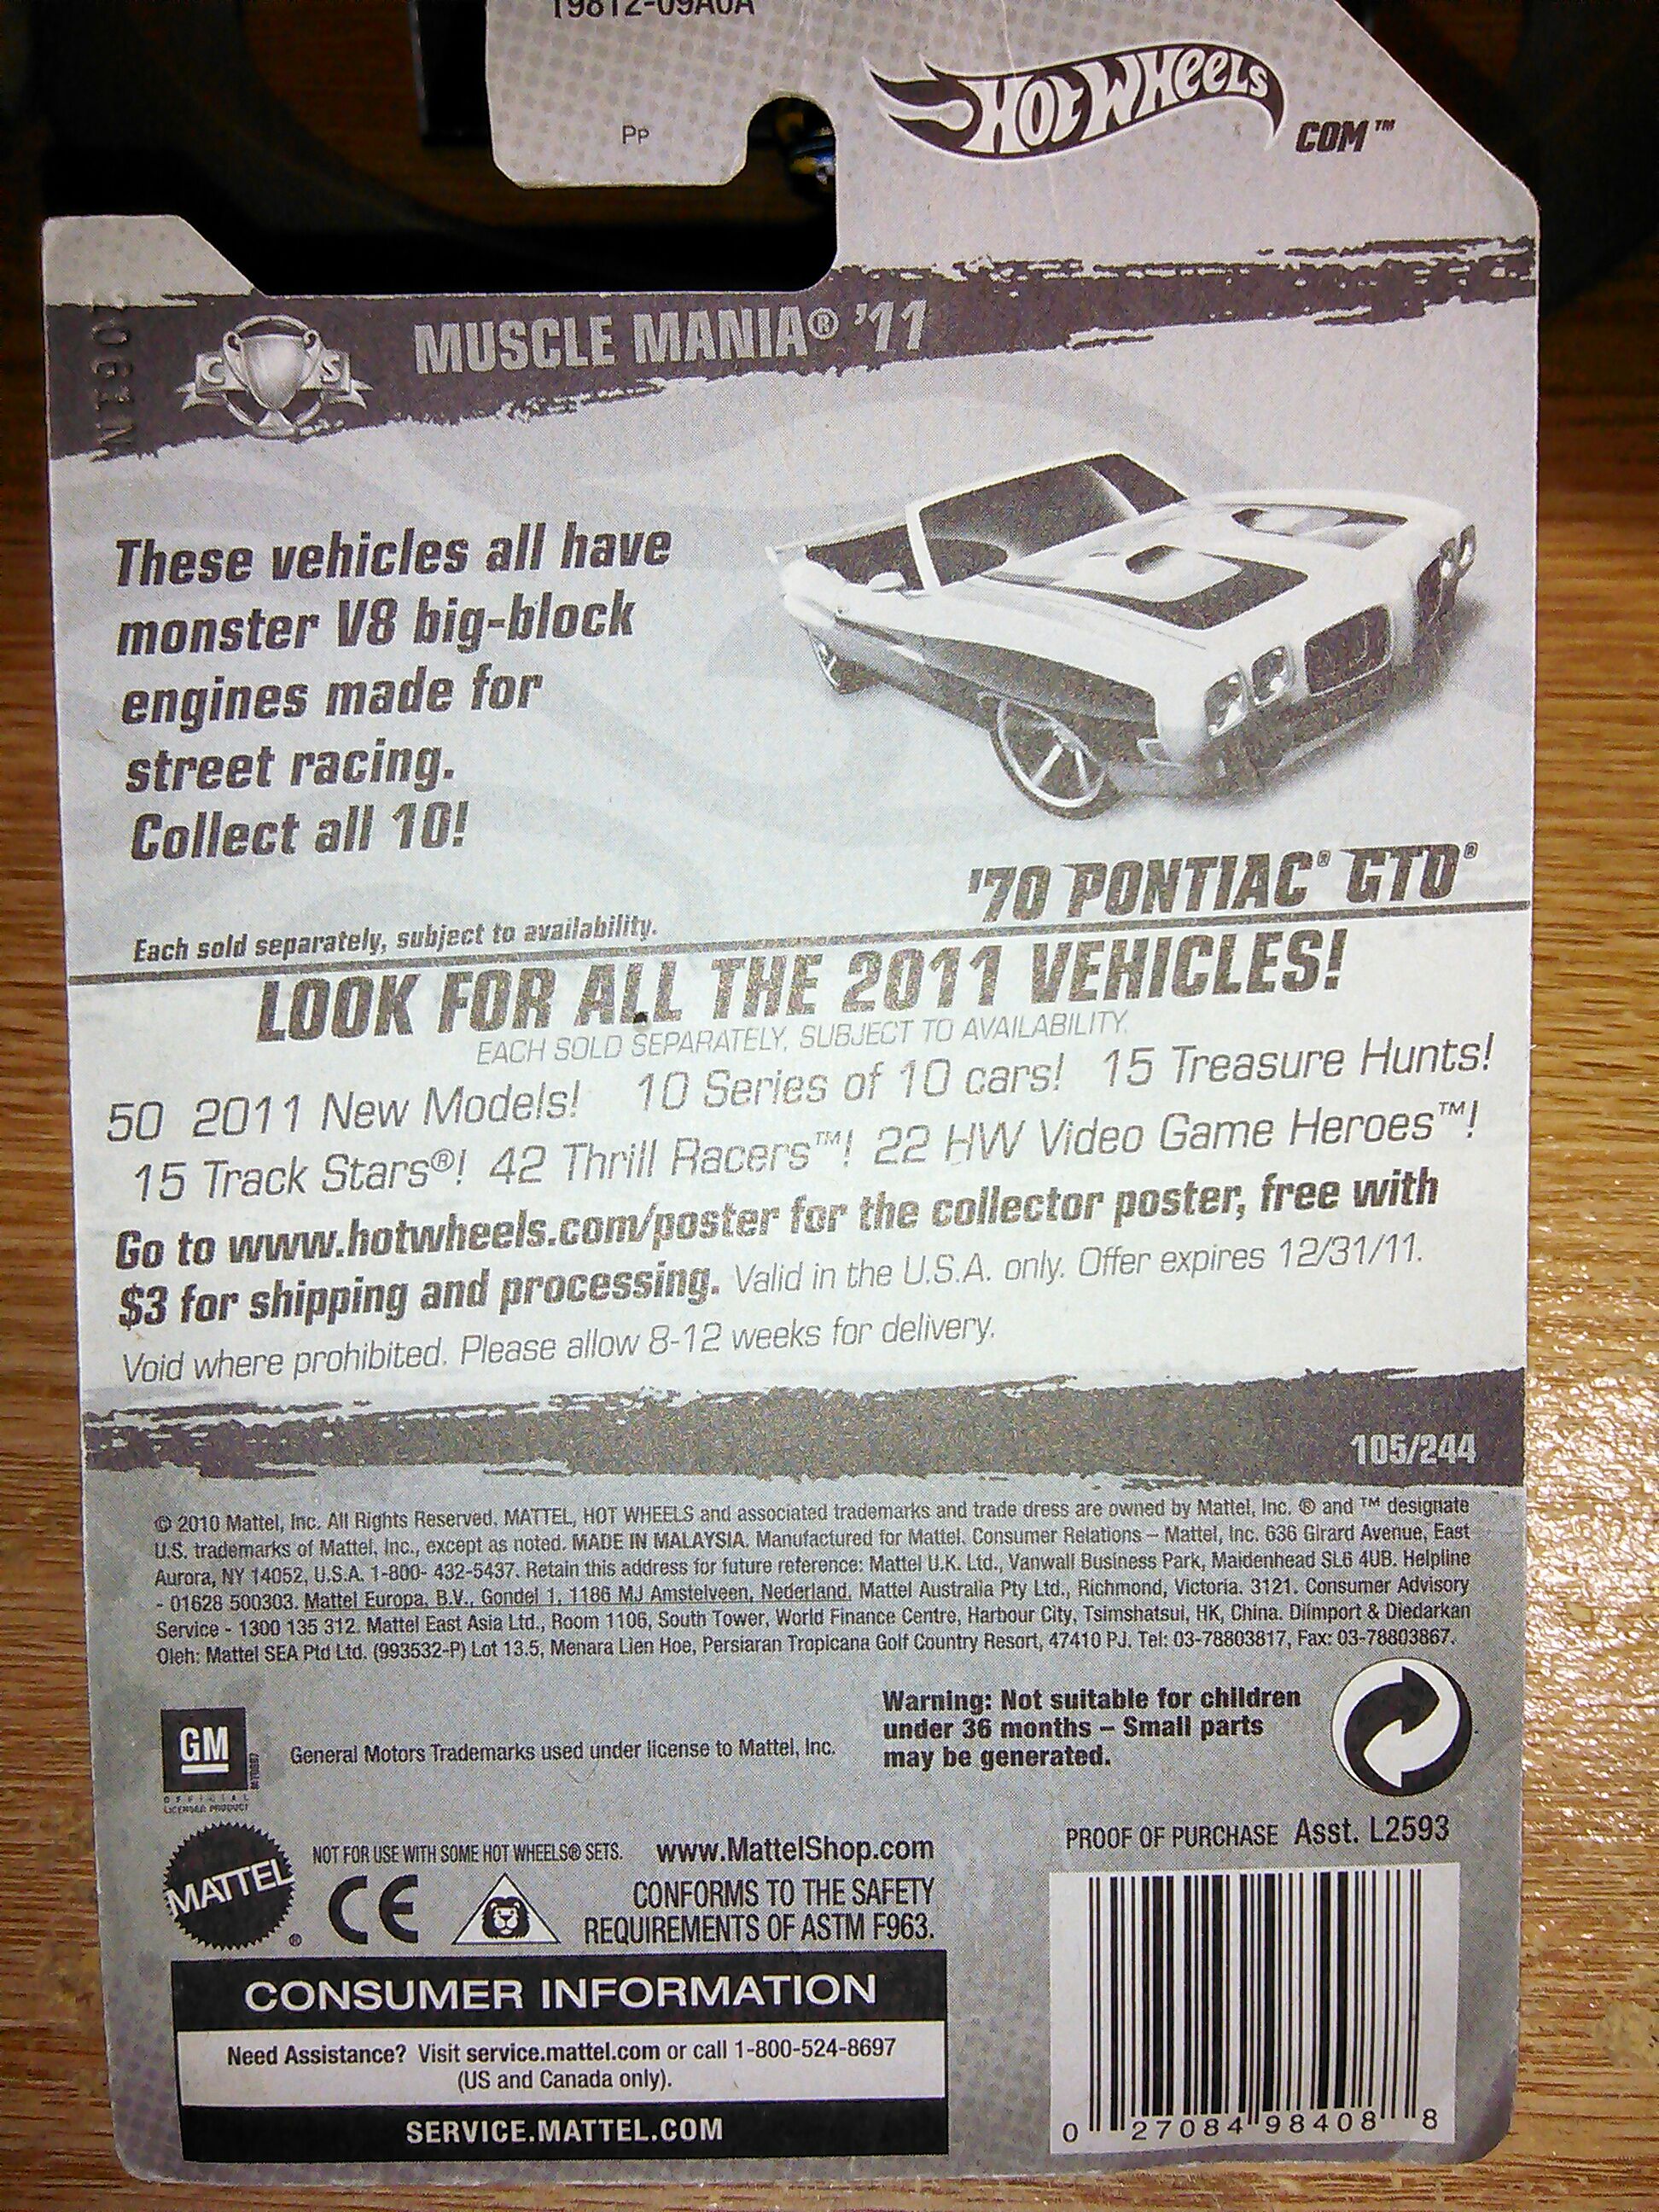 Pp
HOT WHEELS
COM™
MUSCLE MANIA® '11
C S
These vehicles all have
monster V8 big-block
engines made for
street racing.
Collect all 10!
'70 PONTIAC® GTO®
Each sold separately, subject to availability.
LOOK FOR ALL THE 2011 VEHICLES!
EACH SOLD SEPARATELY, SUBJECT TO AVAILABILITY.
50 2011 New Models! 10 Series of 10 cars! 15 Treasure Hunts!
15 Track Stars®! 42 Thrill Racers™! 22 HW Video Game Heroes™!
Go to www.hotwheels.com/poster for the collector poster, free with
$3 for shipping and processing. Valid in the U.S.A. only. Offer expires 12/31/11.
Void where prohibited. Please allow 8-12 weeks for delivery.
105/244
© 2010 Mattel, Inc. All Rights Reserved. MATTEL, HOT WHEELS and associated trademarks and trade dress are owned by Mattel, Inc. ® and ™ designate
U.S. trademarks of Mattel, Inc., except as noted. MADE IN MALAYSIA. Manufactured for Mattel. Consumer Relations – Mattel, Inc. 636 Girard Avenue, East
Aurora, NY 14052, U.S.A. 1-800- 432-5437. Retain this address for future reference: Mattel U.K. Ltd., Vanwall Business Park, Maidenhead SL6 4UB. Helpline
- 01628 500303. Mattel Europa, B.V., Gondel 1, 1186 MJ Amstelveen, Nederland. Mattel Australia Pty Ltd., Richmond, Victoria. 3121. Consumer Advisory
Service - 1300 135 312. Mattel East Asia Ltd., Room 1106, South Tower, World Finance Centre, Harbour City, Tsimshatsui, HK, China. Diimport & Diedarkan
Oleh: Mattel SEA Ptd Ltd. (993532-P) Lot 13.5, Menara Lien Hoe, Persiaran Tropicana Golf Country Resort, 47410 PJ. Tel: 03-78803817, Fax: 03-78803867.
Warning: Not suitable for children
under 36 months – Small parts
may be generated.
GM
OFFICIAL
LICENSED PRODUCT
General Motors Trademarks used under license to Mattel, Inc.
PROOF OF PURCHASE Asst. L2593
MATTEL®
NOT FOR USE WITH SOME HOT WHEELS® SETS. www.MattelShop.com
CE
CONFORMS TO THE SAFETY
REQUIREMENTS OF ASTM F963.
CONSUMER INFORMATION
Need Assistance? Visit service.mattel.com or call 1-800-524-8697
(US and Canada only).
SERVICE.MATTEL.COM
0 27084 98408 8